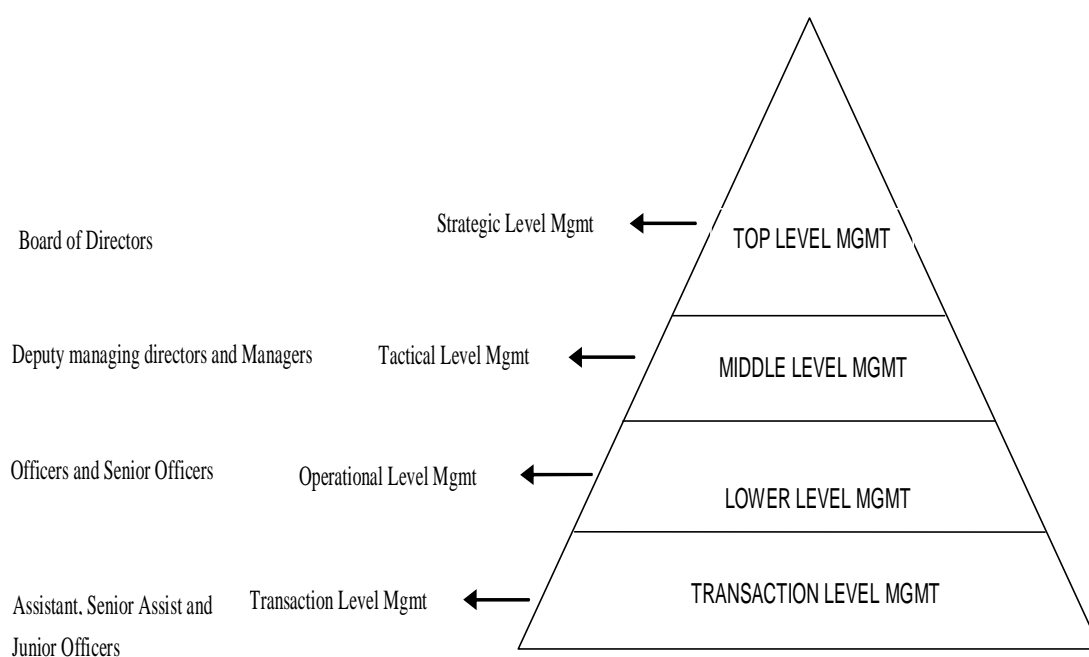 Board of Directors
Strategic Level Mgmt
TOP LEVEL MGMT
Deputy managing directors and Managers
Tactical Level Mgmt
MIDDLE LEVEL MGMT
Officers and Senior Officers
Operational Level Mgmt
LOWER LEVEL MGMT
Assistant, Senior Assist and
Junior Officers
Transaction Level Mgmt
TRANSACTION LEVEL MGMT